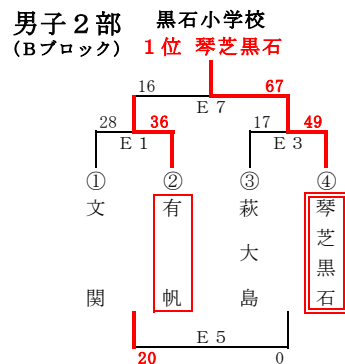 男子２部 黒石小学校
（Ｂブロック） １位 琴芝黒石
16 67
Ｅ７
28 36 17 49
Ｅ１ Ｅ３
① ② ③ ④
文関 有帆 萩大島 琴芝黒石
Ｅ５
20 0